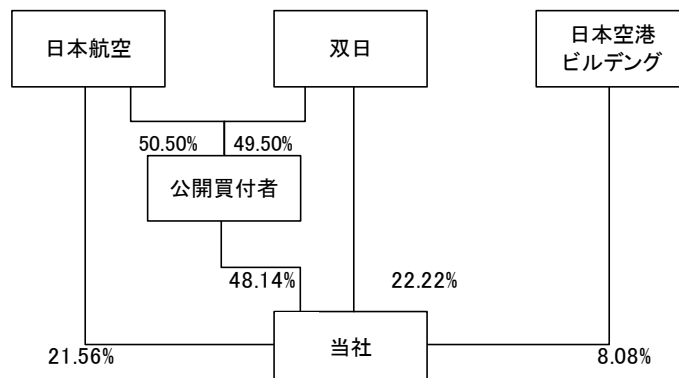 日本航空
双日
日本空港
ビルデング
50.50%
49.50%
公開買付者
48.14%
22.22%
当社
21.56%
8.08%